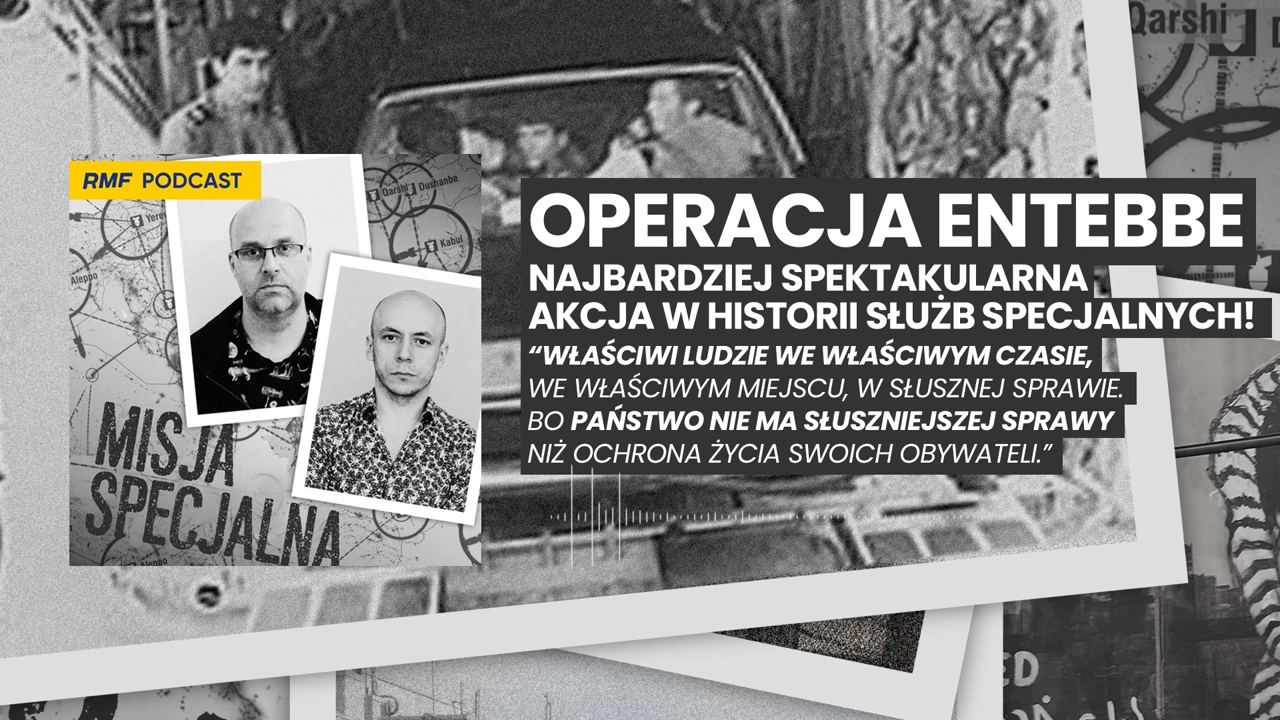 Qarshi
RMF PODCAST
Qarshi
Dushanbe
Kabul
Aleppo
MISJA
SPECJALNA
Aleppo
OPERACJA ENTEBBE
NAJBARDZIEJ SPEKTAKULARNA
AKCJA W HISTORII SŁUŻB SPECJALNYCH!
“WŁAŚCIWI LUDZIE WE WŁAŚCIWYM CZASIE,
WE WŁAŚCIWYM MIEJSCU, W SŁUSZNEJ SPRAWIE.
BO PAŃSTWO NIE MA SŁUSZNIEJSZEJ SPRAWY
NIŻ OCHRONA ŻYCIA SWOICH OBYWATELI.”